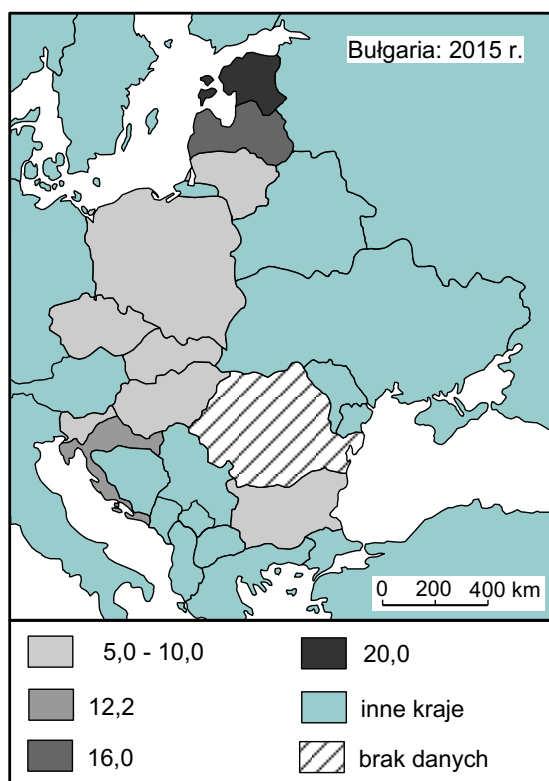 Bułgaria: 2015 r.
0 200 400 km
5,0 - 10,0
20,0
12,2
inne kraje
16,0
brak danych